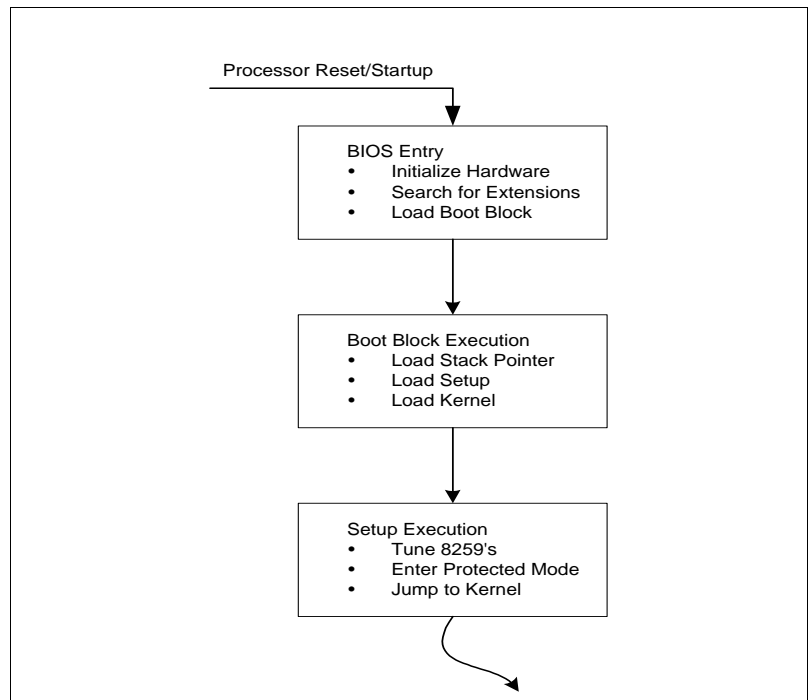 Processor Reset/Startup
BIOS Entry
• Initialize Hardware
• Search for Extensions
• Load Boot Block
Boot Block Execution
• Load Stack Pointer
• Load Setup
• Load Kernel
Setup Execution
• Tune 8259's
• Enter Protected Mode
• Jump to Kernel